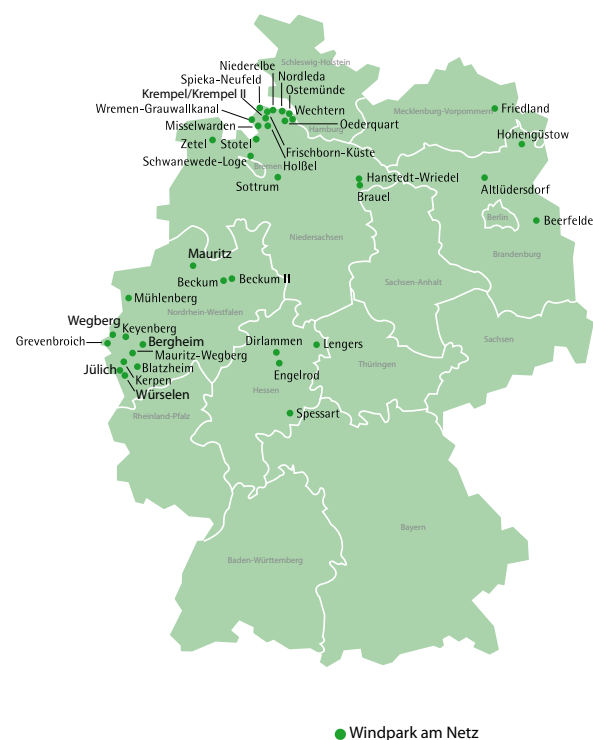 Schleswig-Holstein
Niederelbe
Spieka-Neufeld
Nordleda
Krempel/Krempel II
Ostemünde
Wremen-Grauwallkanal
Wechtern
Misselwarden
Oederquart
Hamburg
Mecklenburg-Vorpommern
Friedland
Hohengüstow
Zetel
Stotel
Frischborn-Küste
Schwanewede-Loge
Bremen
Holßel
Sottrum
Hanstedt-Wriedel
Brauel
Altlüdersdorf
Berlin
Beerfelde
Niedersachsen
Brandenburg
Mauritz
Beckum
Beckum II
Sachsen-Anhalt
Mühlenberg
Nordrhein-Westfalen
Wegberg
Keyenberg
Grevenbroich
Bergheim
Dirlammen
Lengers
Sachsen
Mauritz-Wegberg
Jülich
Blatzheim
Thüringen
Kerpen
Engelrod
Würselen
Hessen
Rheinland-Pfalz
Spessart
Bayern
Baden-Württemberg
Windpark am Netz